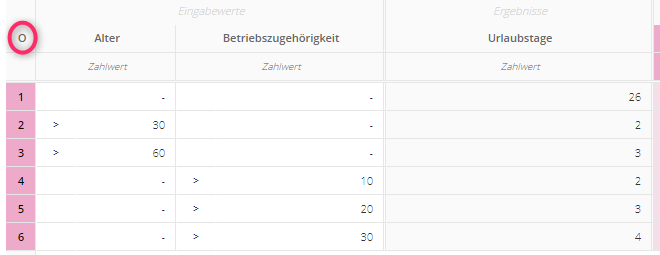 Eingabewerte Ergebnisse
O Alter Betriebszugehörigkeit Urlaubstage
Zahlwert Zahlwert Zahlwert
1 - - 26
2 > 30 - 2
3 > 60 - 3
4 - > 10 2
5 - > 20 3
6 - > 30 4